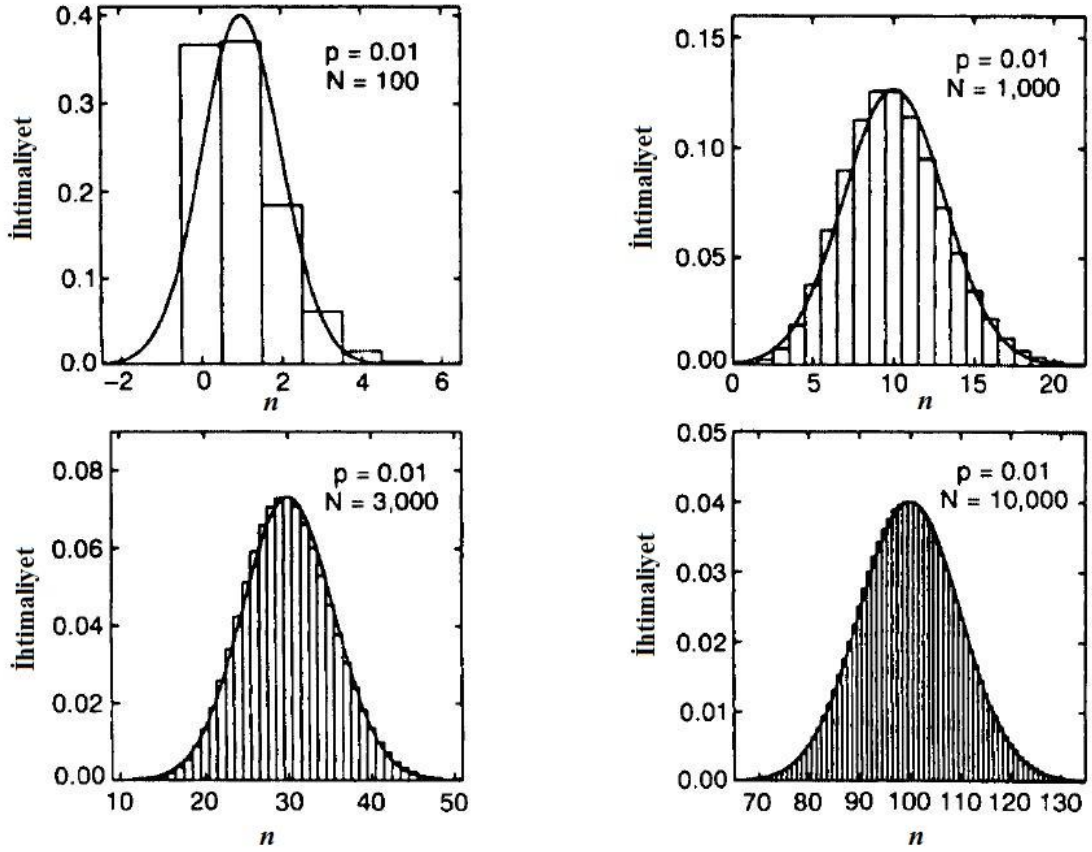 0.4
0.3
0.2
0.1
0.0
İhtimaliyet
p = 0.01
N = 100
−2 0 2 4 6
n
0.15
0.10
0.05
0.00
İhtimaliyet
p = 0.01
N = 1,000
0 5 10 15 20
n
0.08
0.06
0.04
0.02
0.00
İhtimaliyet
p = 0.01
N = 3,000
10 20 30 40 50
n
0.05
0.04
0.03
0.02
0.01
0.00
İhtimaliyet
p = 0.01
N = 10,000
70 80 90 100 110 120 130
n